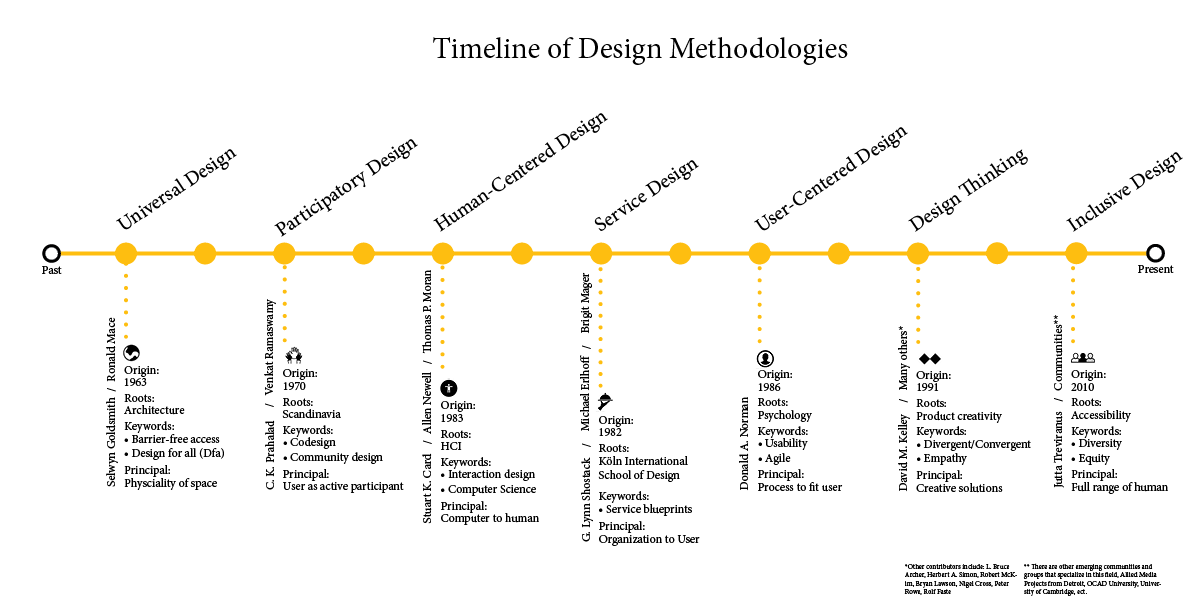 Timeline of Design Methodologies
Universal Design
Participatory Design
Human-Centered Design
Service Design
User-Centered Design
Design Thinking
Inclusive Design
Past
Present
Selwyn Goldsmith / Ronald Mace
Origin:
1963
Roots:
Architecture
Keywords:
• Barrier-free access
• Design for all (Dfa)
Principal:
Physciality of space
C. K. Prahalad / Venkat Ramaswamy
Origin:
1970
Roots:
Scandinavia
Keywords:
• Codesign
• Community design
Principal:
User as active participant
Stuart K. Card / Allen Newell / Thomas P. Moran
Origin:
1983
Roots:
HCI
Keywords:
• Interaction design
• Computer Science
Principal:
Computer to human
G. Lynn Shostack / Michael Erlhoff / Brigit Mager
Origin:
1982
Roots:
Köln International
School of Design
Keywords:
• Service blueprints
Principal:
Organization to User
Donald A. Norman
Origin:
1986
Roots:
Psychology
Keywords:
• Usability
• Agile
Principal:
Process to fit user
David M. Kelley / Many others*
Origin:
1991
Roots:
Product creativity
Keywords:
• Divergent/Convergent
• Empathy
Principal:
Creative solutions
Jutta Treviranus / Communities**
Origin:
2010
Roots:
Accessibility
Keywords:
• Diversity
• Equity
Principal:
Full range of human
*Other contributors include: L. Bruce
Archer, Herbert A. Simon, Robert McK-
im, Bryan Lawson, Nigel Cross, Peter
Rowe, Rolf Faste
** There are other emerging communities and
groups that specialize in this field, Allied Media
Projects from Detroit, OCAD University, Univer-
sity of Cambridge, ect.